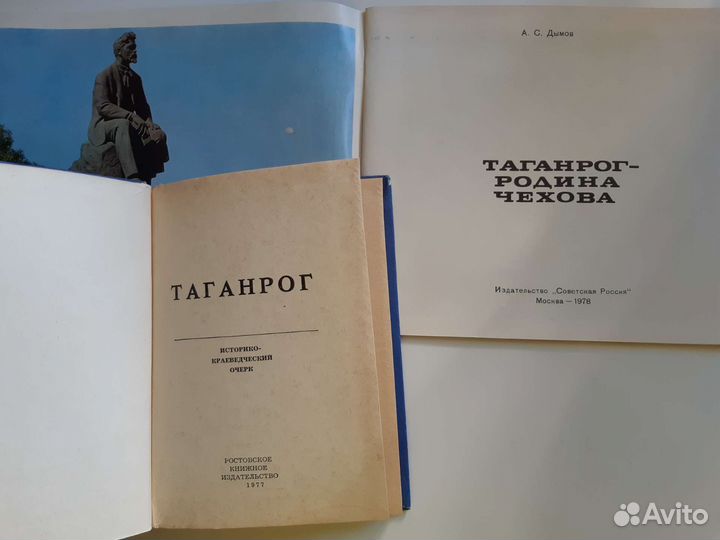 А. С. Дымов
ТАГАНРОГ-
РОДИНА
ЧЕХОВА
Издательство „Советская Россия"
Москва — 1978
ТАГАНРОГ
ИСТОРИКО-
КРАЕВЕДЧЕСКИЙ
ОЧЕРК
РОСТОВСКОЕ
КНИЖНОЕ
ИЗДАТЕЛЬСТВО
1977
Avito